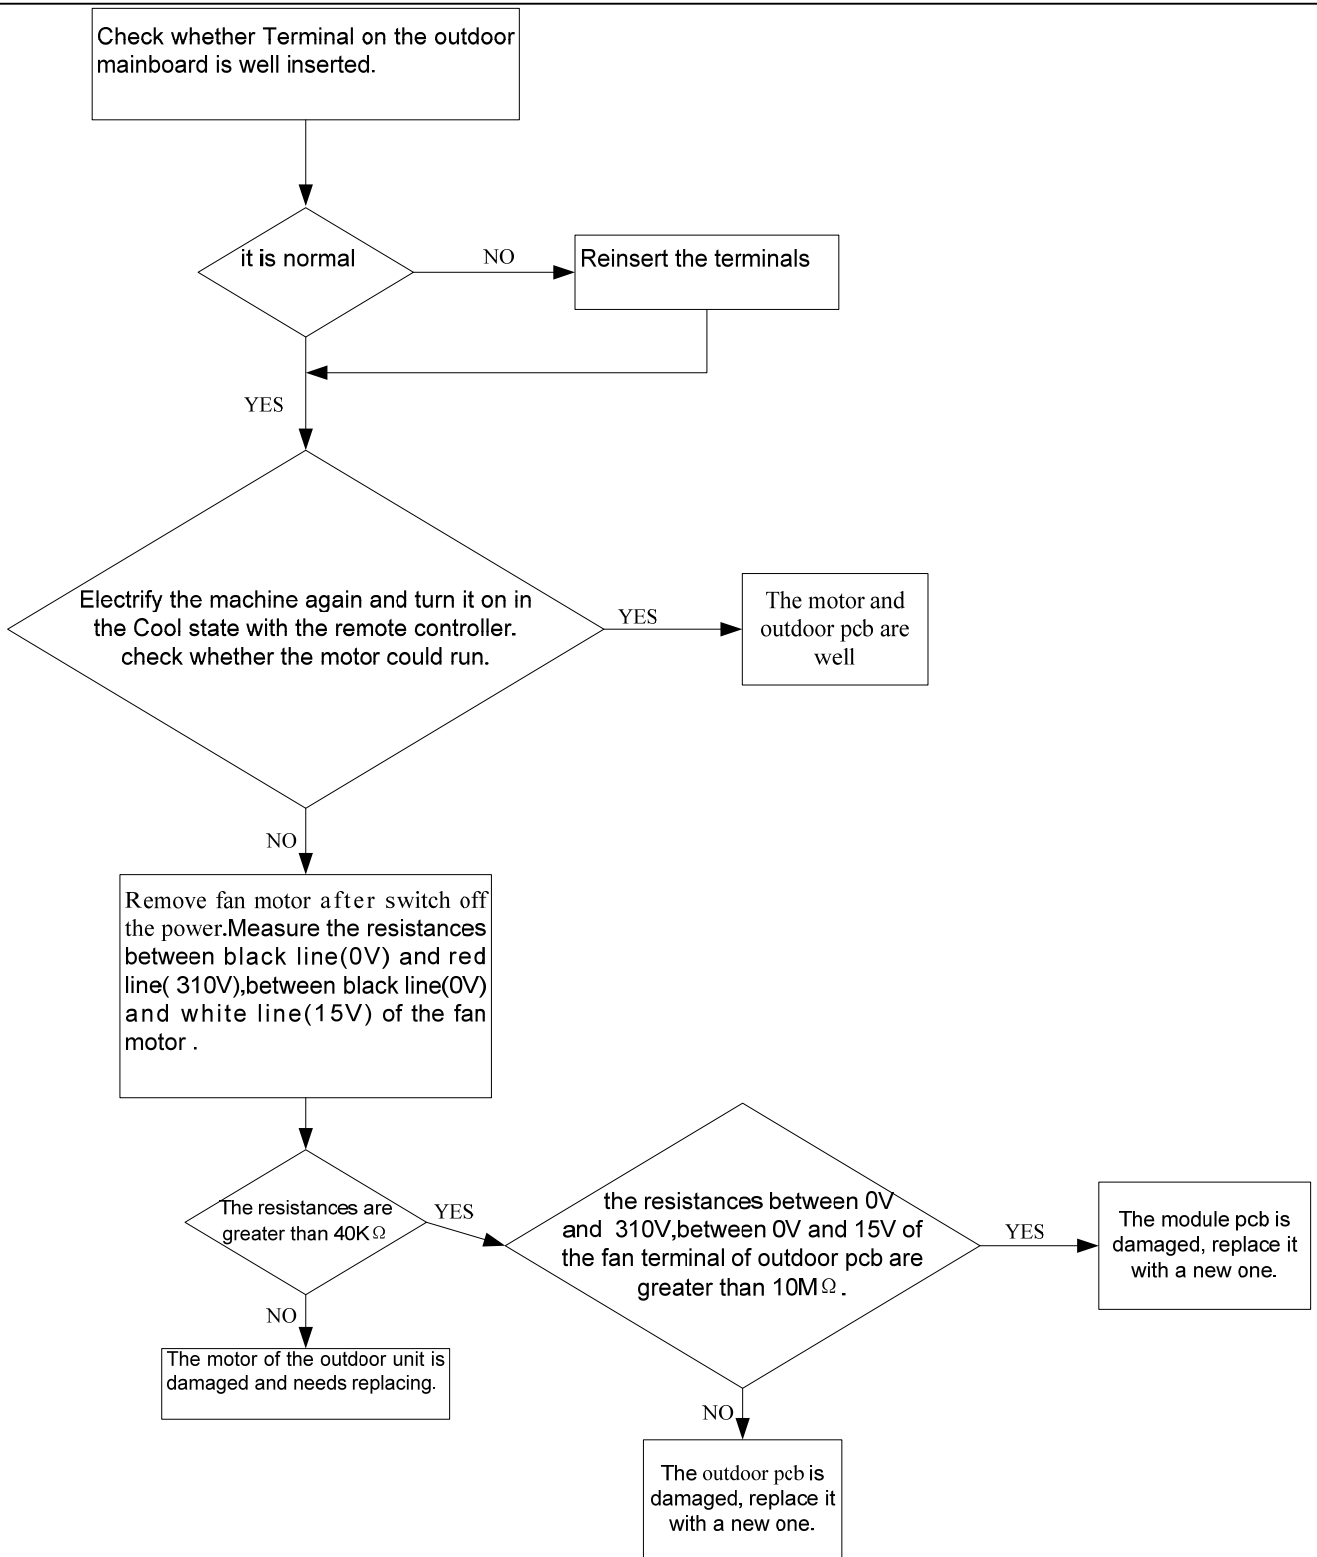 Check whether Terminal on the outdoor
mainboard is well inserted.
it is normal
NO
Reinsert the terminals
YES
Electrify the machine again and turn it on in
the Cool state with the remote controller.
check whether the motor could run.
YES
The motor and
outdoor pcb are
well
NO
Remove fan motor after switch off
the power.Measure the resistances
between black line(0V) and red
line( 310V),between black line(0V)
and white line(15V) of the fan
motor .
The resistances are
greater than 40KΩ
YES
the resistances between 0V
and 310V,between 0V and 15V of
the fan terminal of outdoor pcb are
greater than 10MΩ.
YES
The module pcb is
damaged, replace it
with a new one.
NO
The motor of the outdoor unit is
damaged and needs replacing.
NO
The outdoor pcb is
damaged, replace it
with a new one.